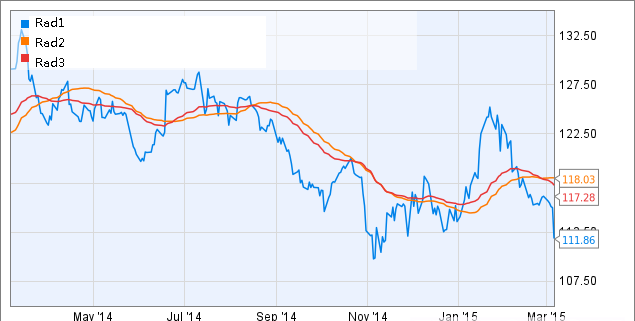 Rad1
Rad2
Rad3
132.50
127.50
122.50
118.03
117.28
111.86
107.50
May '14
Jul '14
Sep '14
Nov '14
Jan '15
Mar '15